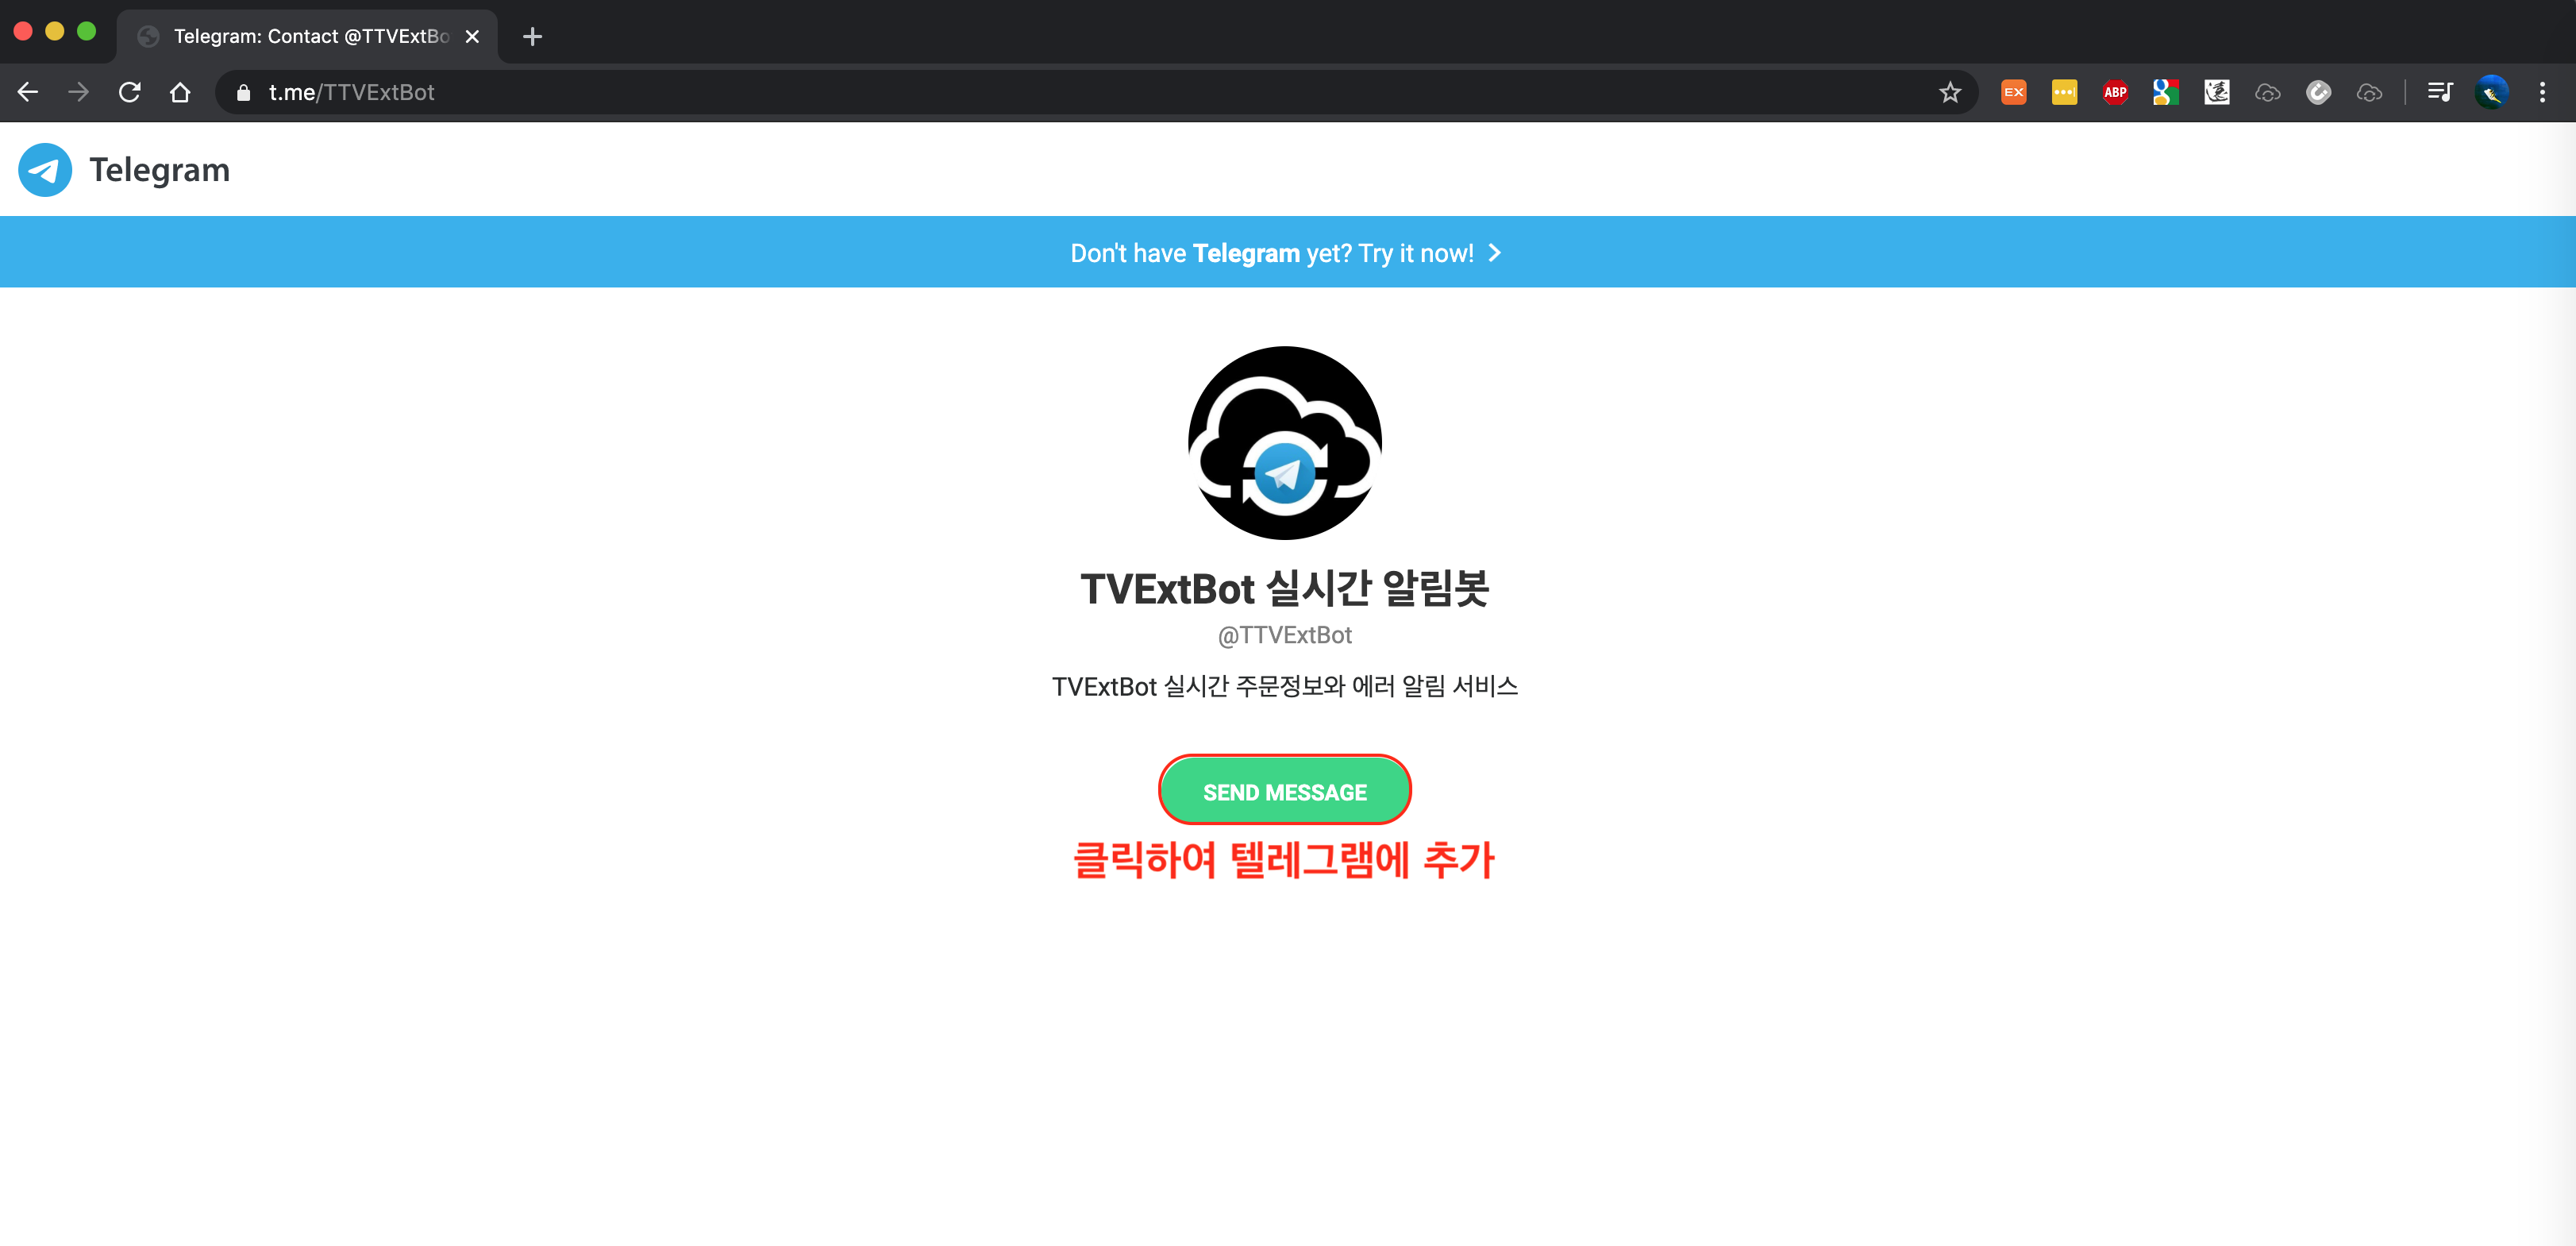 Telegram: Contact @TTVExtBo
t.me/TTVExtBot
EX
ABP
Telegram
Don't have Telegram yet? Try it now!
TVExtBot 실시간 알림봇
@TTVExtBot
TVExtBot 실시간 주문정보와 에러 알림 서비스
SEND MESSAGE
클릭하여 텔레그램에 추가